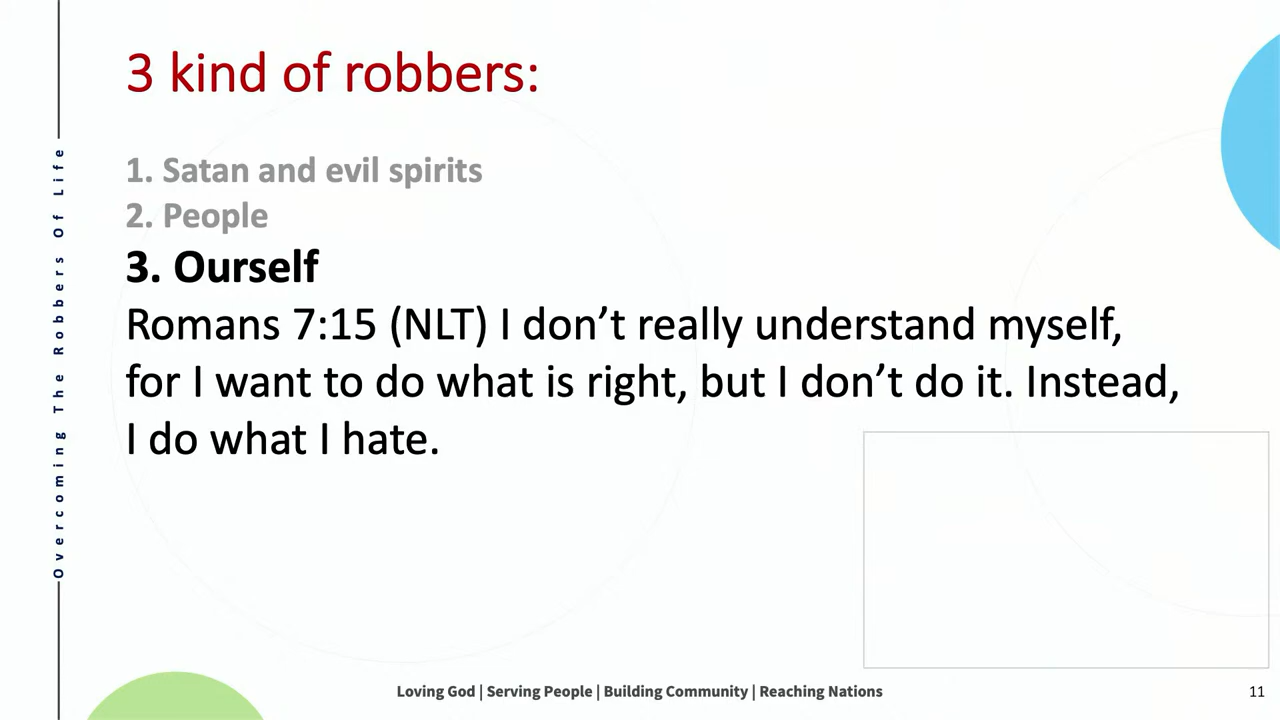 3 kind of robbers:
1. Satan and evil spirits
2. People
3. Ourself
Romans 7:15 (NLT) I don’t really understand myself,
for I want to do what is right, but I don’t do it. Instead,
I do what I hate.
Overcoming The Robbers Of Life
Loving God | Serving People | Building Community | Reaching Nations
11